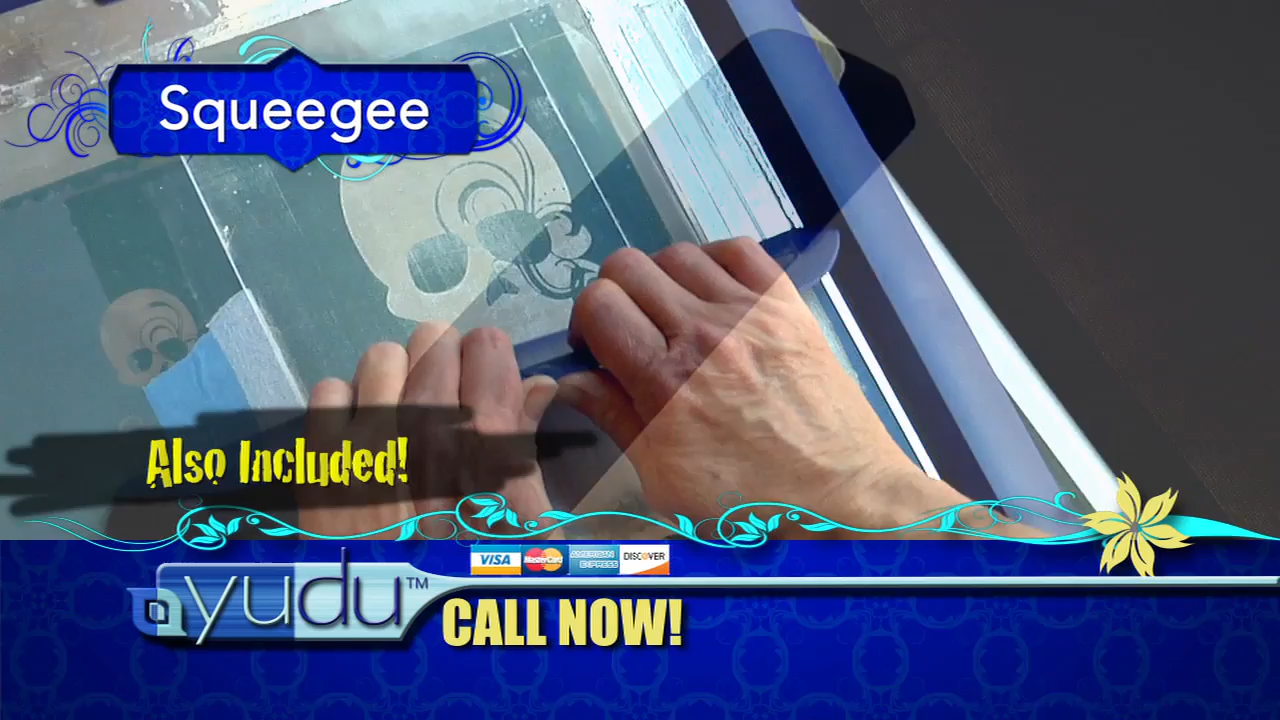 Squeegee
Also Included!
VISA MasterCard AMERICAN EXPRESS DISCOVER
yudu™
CALL NOW!